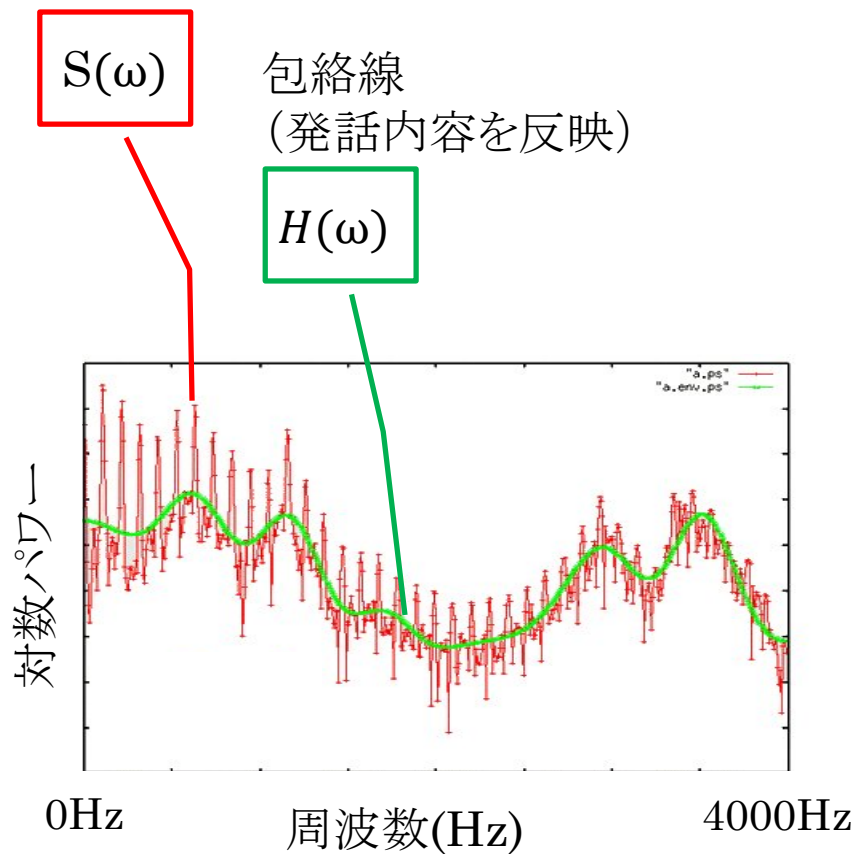 S(ω)
包絡線
（発話内容を反映）
H(ω)
"a.ps"
"a.env.ps"
対数パワー
0Hz
周波数(Hz)
4000Hz